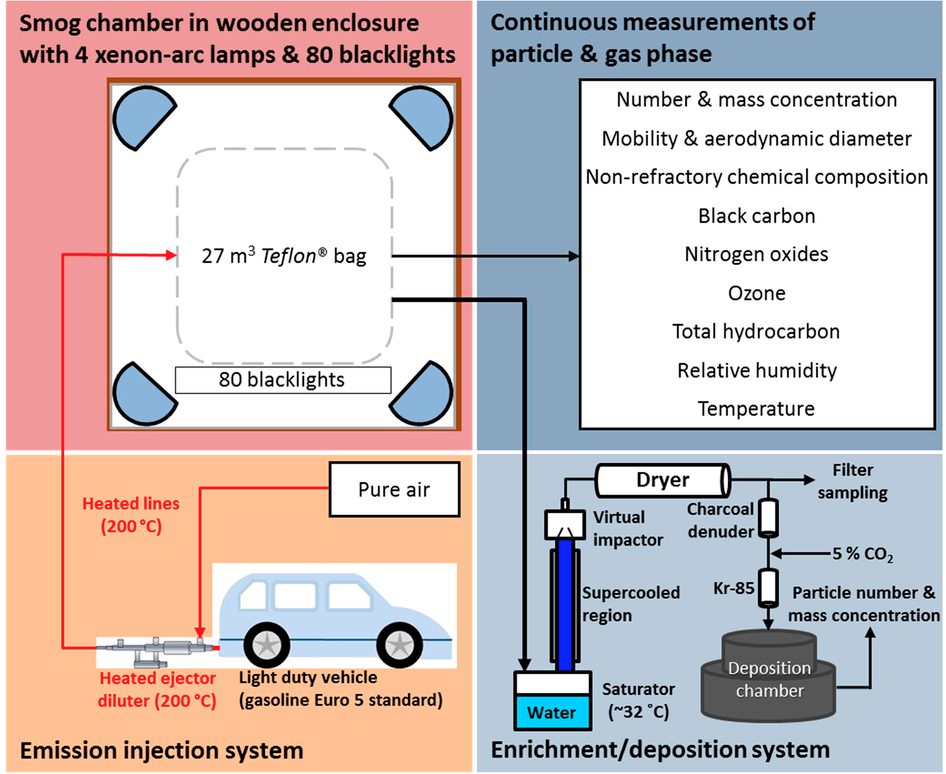 Smog chamber in wooden enclosure
with 4 xenon-arc lamps & 80 blacklights
27 m³ Teflon® bag
80 blacklights
Continuous measurements of
particle & gas phase
Number & mass concentration
Mobility & aerodynamic diameter
Non-refractory chemical composition
Black carbon
Nitrogen oxides
Ozone
Total hydrocarbon
Relative humidity
Temperature
Pure air
Heated lines
(200 °C)
Heated ejector
diluter (200 °C)
Light duty vehicle
(gasoline Euro 5 standard)
Emission injection system
Dryer
Filter
sampling
Virtual
impactor
Charcoal
denuder
5 % CO₂
Supercooled
region
Kr-85
Particle number &
mass concentration
Deposition
chamber
Saturator
(~32 °C)
Water
Enrichment/deposition system